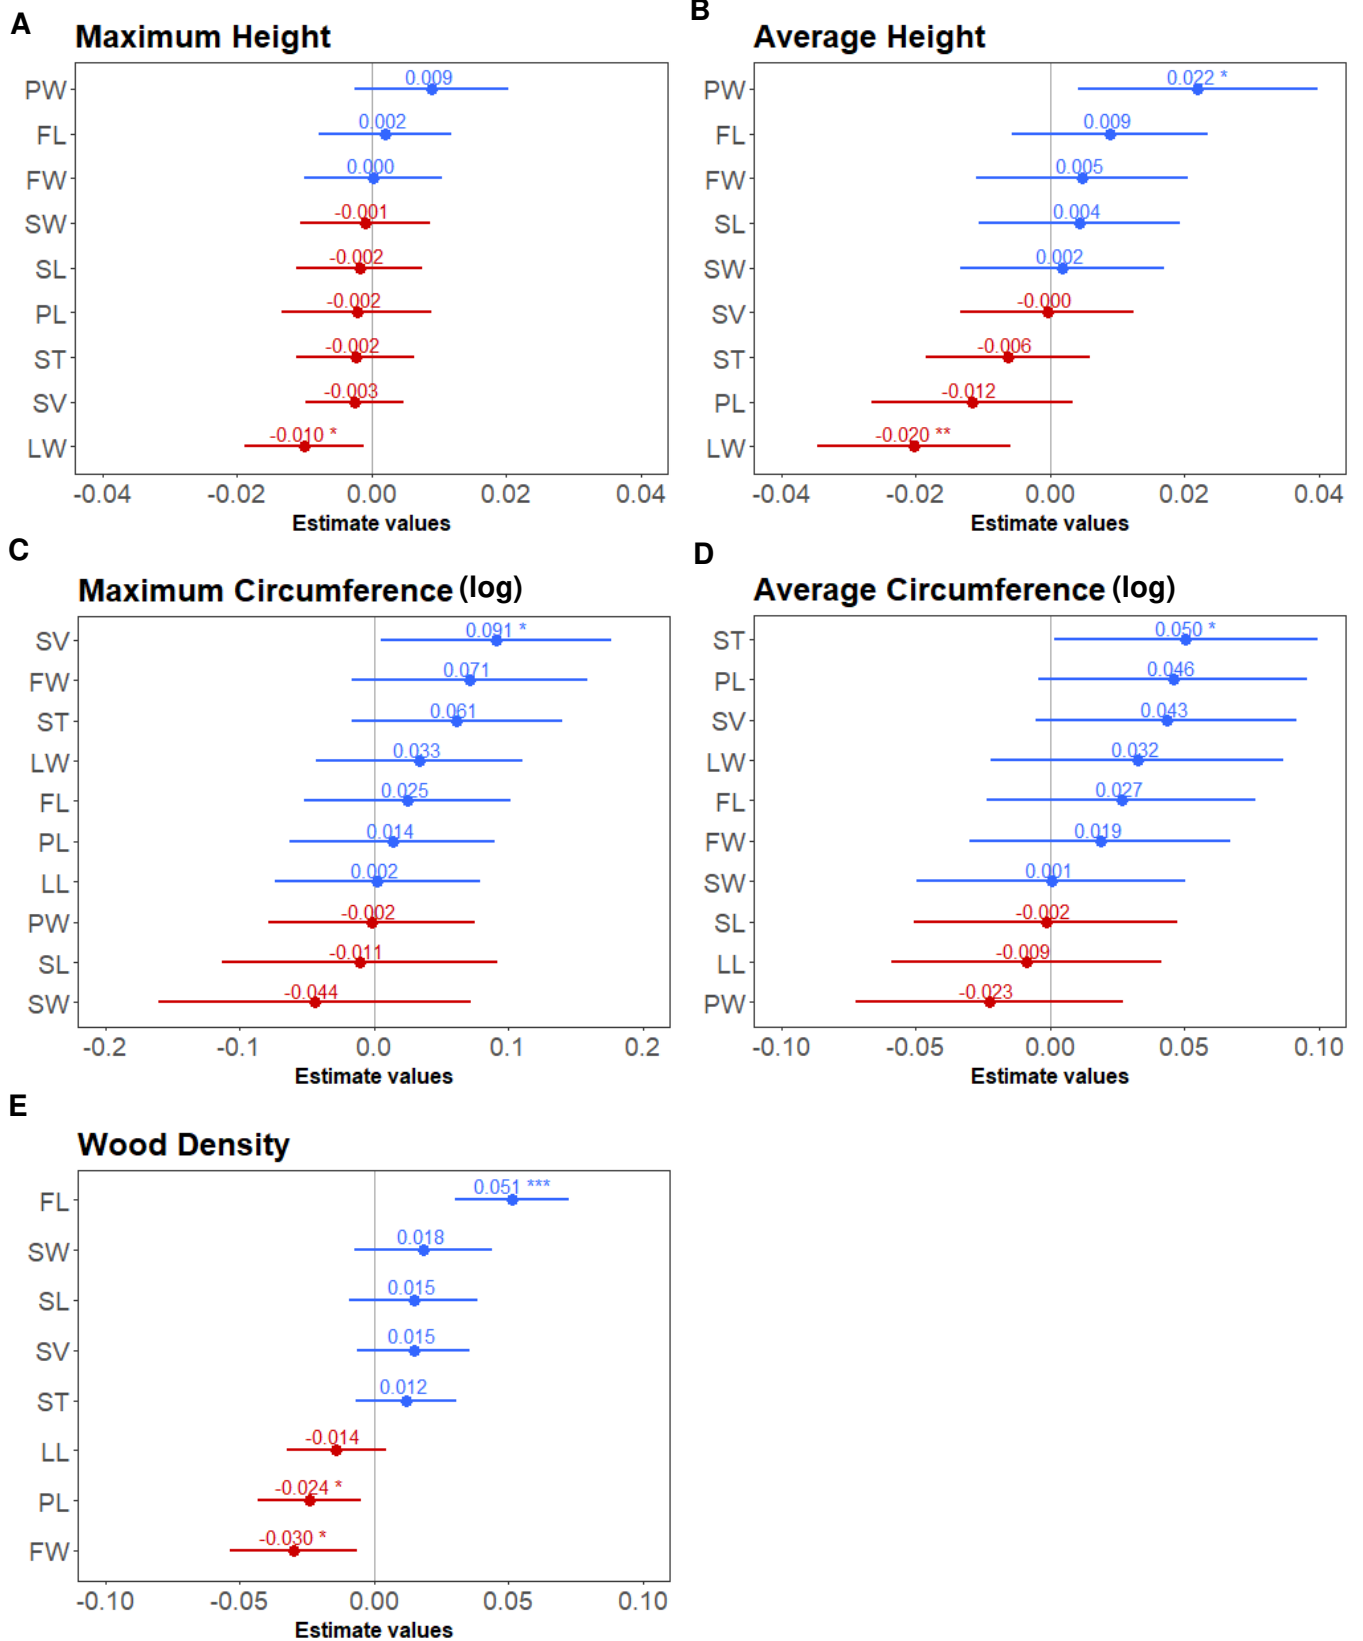 A
Maximum Height
PW 0.009
FL 0.002
FW 0.000
SW -0.001
SL -0.002
PL -0.002
ST -0.002
SV -0.003
LW -0.010 *
-0.04 -0.02 0.00 0.02 0.04
Estimate values
B
Average Height
PW 0.022 *
FL 0.009
FW 0.005
SL 0.004
SW 0.002
SV -0.000
ST -0.006
PL -0.012
LW -0.020 **
-0.04 -0.02 0.00 0.02 0.04
Estimate values
C
Maximum Circumference (log)
SV 0.091 *
FW 0.071
ST 0.061
LW 0.033
FL 0.025
PL 0.014
LL 0.002
PW -0.002
SL -0.011
SW -0.044
-0.2 -0.1 0.0 0.1 0.2
Estimate values
D
Average Circumference (log)
ST 0.050 *
PL 0.046
SV 0.043
LW 0.032
FL 0.027
FW 0.019
SW 0.001
SL -0.002
LL -0.009
PW -0.023
-0.10 -0.05 0.00 0.05 0.10
Estimate values
E
Wood Density
FL 0.051 ***
SW 0.018
SL 0.015
SV 0.015
ST 0.012
LL -0.014
PL -0.024 *
FW -0.030 *
-0.10 -0.05 0.00 0.05 0.10
Estimate values